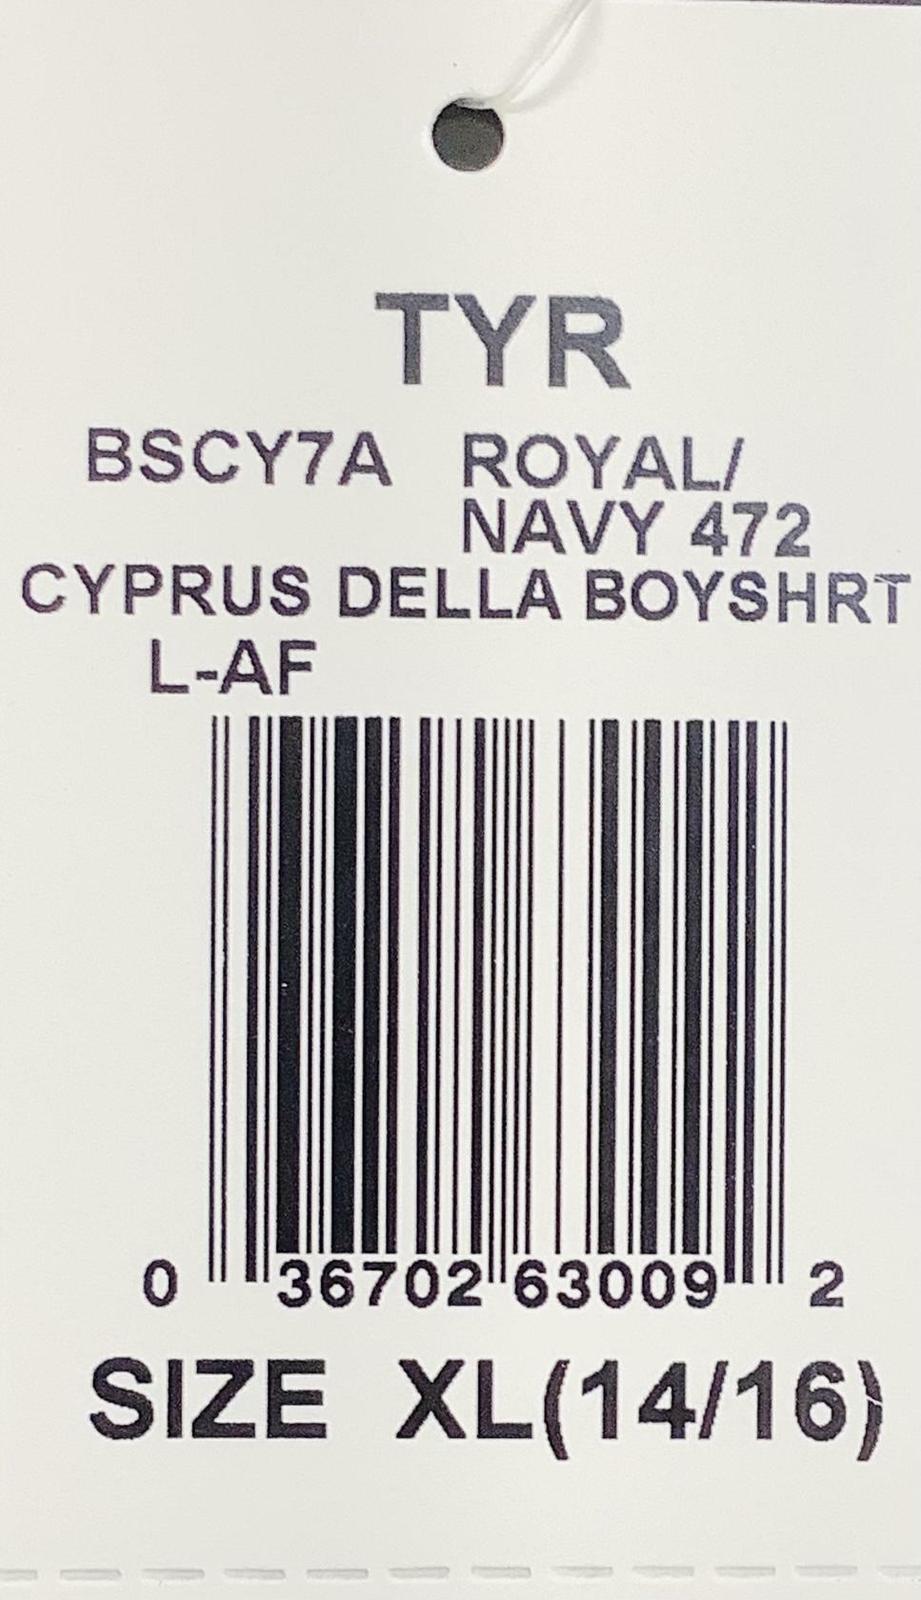 TYR
BSCY7A ROYAL/
NAVY 472
CYPRUS DELLA BOYSHRT
L-AF
0 36702 63009 2
SIZE XL(14/16)